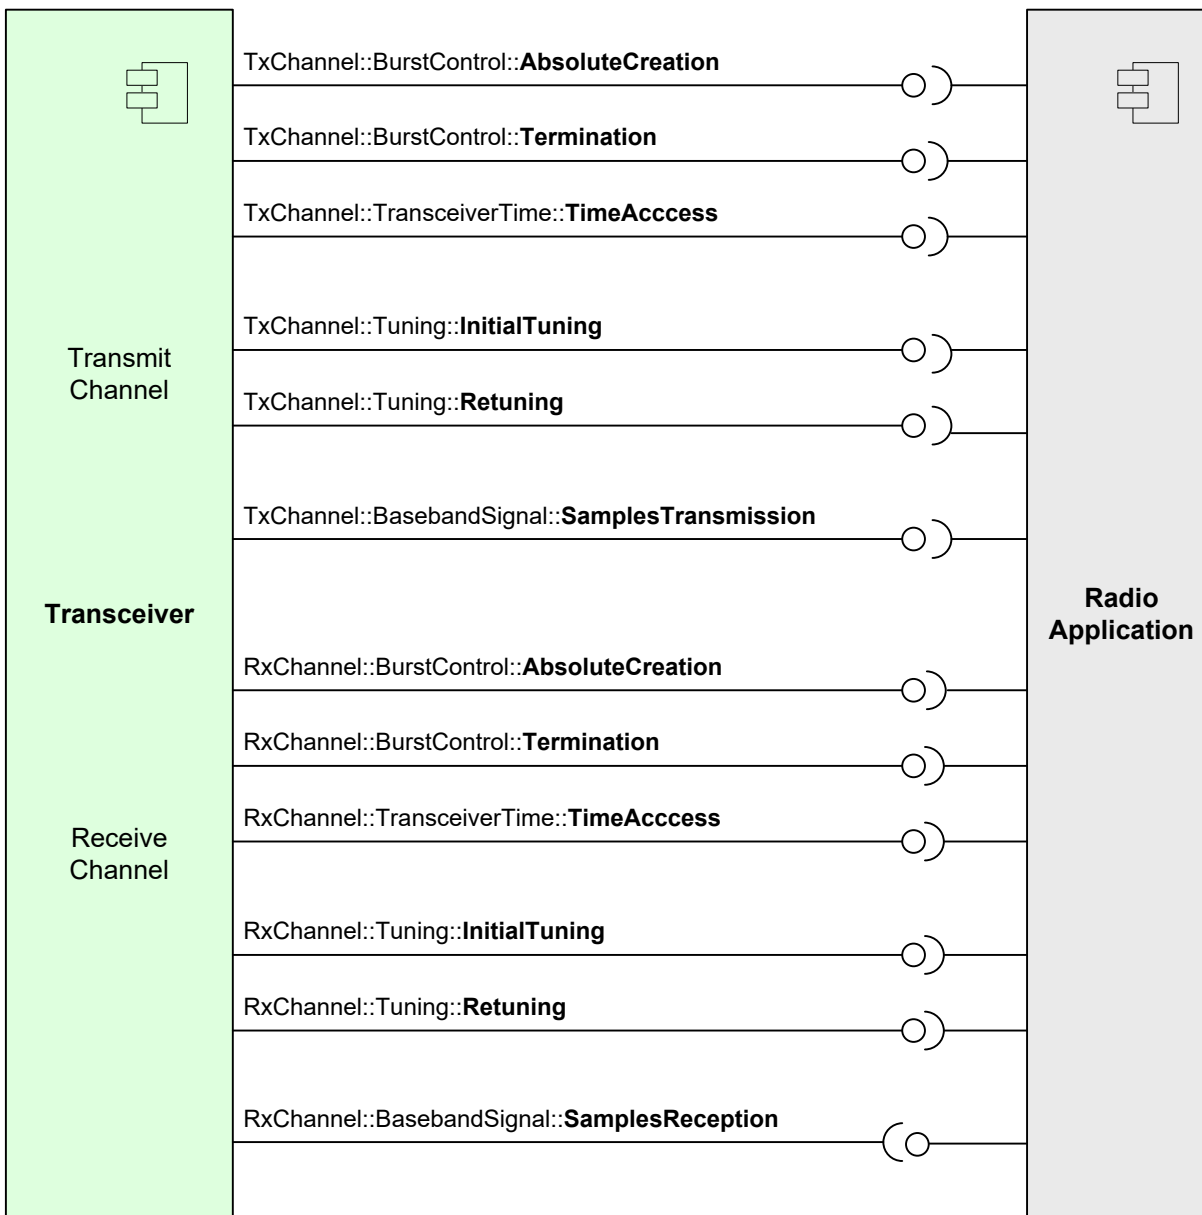 TxChannel::BurstControl::AbsoluteCreation
TxChannel::BurstControl::Termination
TxChannel::TransceiverTime::TimeAcccess
TxChannel::Tuning::InitialTuning
Transmit
Channel
TxChannel::Tuning::Retuning
TxChannel::BasebandSignal::SamplesTransmission
Transceiver
Radio
Application
RxChannel::BurstControl::AbsoluteCreation
RxChannel::BurstControl::Termination
RxChannel::TransceiverTime::TimeAcccess
Receive
Channel
RxChannel::Tuning::InitialTuning
RxChannel::Tuning::Retuning
RxChannel::BasebandSignal::SamplesReception